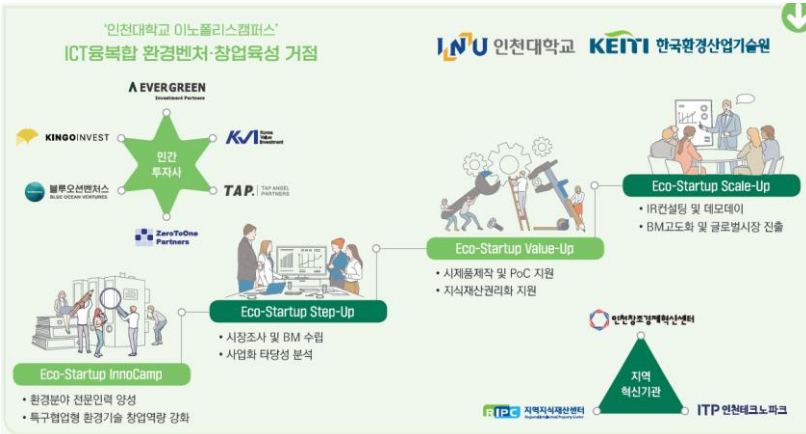 '인천대학교 이노폴리스캠퍼스'
ICT융복합 환경벤처·창업육성 거점
INU 인천대학교
KEITI 한국환경산업기술원
EVERGREEN
Investment Partners
KINGOINVEST
KVI Korea Value Investment
민간
투자사
블루오션벤처스
BLUE OCEAN VENTURES
TAP. TAP ANGEL PARTNERS
ZeroToOne
Partners
Eco-Startup Scale-Up
• IR컨설팅 및 데모데이
• BM고도화 및 글로벌시장 진출
Eco-Startup Value-Up
• 시제품제작 및 PoC 지원
• 지식재산권리화 지원
Eco-Startup Step-Up
• 시장조사 및 BM 수립
• 사업화 타당성 분석
Eco-Startup InnoCamp
• 환경분야 전문인력 양성
• 특구협업형 환경기술 창업역량 강화
인천창조경제혁신센터
지역
혁신기관
RIPC 지역지식재산센터
ITP 인천테크노파크